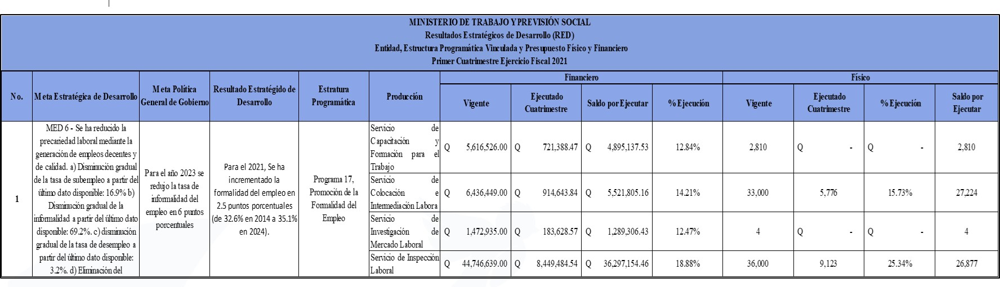 MINISTERIO DE TRABAJO Y PREVISIÓN SOCIAL
Resultados Estratégicos de Desarrollo (RED)
Entidad, Estructura Programática Vinculada y Presupuesto Físico y Financiero
Primer Cuatrimestre Ejercicio Fiscal 2021
No.
Meta Estratégica de Desarrollo
Meta Política
General de Gobierno
Resultado Estratégido de
Desarrollo
Estratura
Programática
Producción
Financiero
Físico
Vigente
Ejecutado
Cuatrimestre
Saldo por Ejecutar
% Ejecución
Vigente
Ejecutado
Cuatrimestre
% Ejecución
Saldo por
Ejecutar
1
MED 6 - Se ha reducido la
precariedad laboral mediante la
generación de empleos decentes y
de calidad. a) Disminución gradual
de la tasa de subempleo a partir del
último dato disponible: 16.9% b)
Disminución gradual de la
informalidad a partir del último dato
disponible: 69.2%. c) disminución
gradual de la tasa de desempleo a
partir del último dato disponible:
3.2%. d) Eliminación del
Para el año 2023 se
redujo la tasa de
informalidad del
empleo en 6 puntos
porcentuales
Para el 2021, Se ha
incrementado la
formalidad del empleo en
2.5 puntos porcentuales
(de 32.6% en 2014 a 35.1%
en 2024).
Programa 17,
Promoción de la
Formalidad del
Empleo
Servicio de
Capacitación y
Formación para el
Trabajo
Q 5,616,526.00 Q 721,388.47 Q 4,895,137.53 12.84% 2,810 Q - Q - 2,810
Servicio de
Colocación e
Intermediación Labora
Q 6,436,449.00 Q 914,643.84 Q 5,521,805.16 14.21% 33,000 5,776 15.73% 27,224
Servicio de
Investigación de
Mercado Laboral
Q 1,472,935.00 Q 183,628.57 Q 1,289,306.43 12.47% 4 Q - Q - 4
Servicio de Inspección
Laboral
Q 44,746,639.00 Q 8,449,484.54 Q 36,297,154.46 18.88% 36,000 9,123 25.34% 26,877